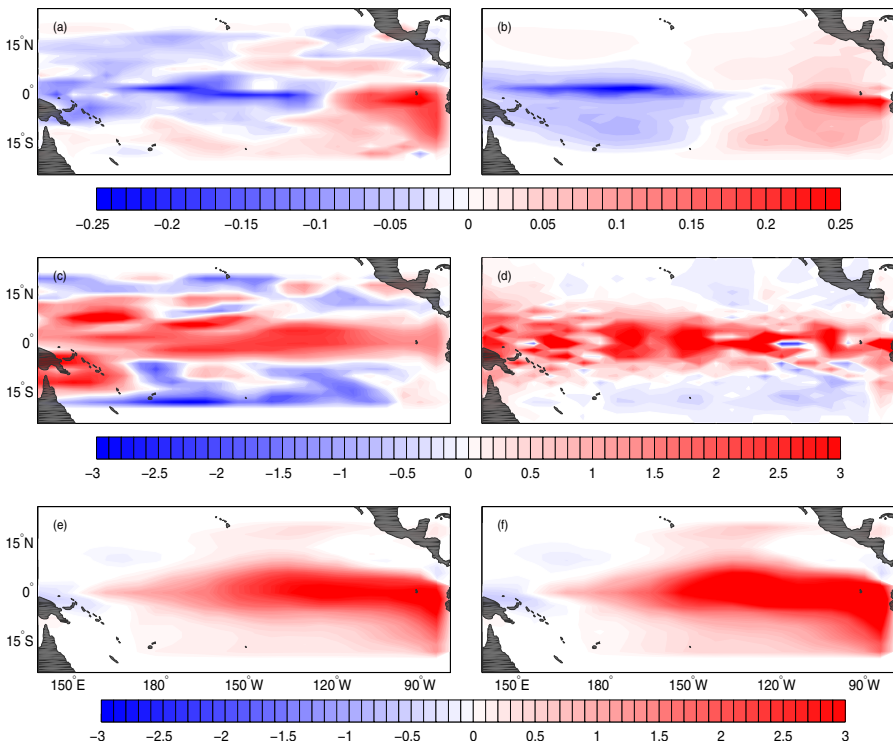 (a)
(b)
15°N
0°
15°S
−0.25 −0.2 −0.15 −0.1 −0.05 0 0.05 0.1 0.15 0.2 0.25
(c)
(d)
15°N
0°
15°S
−3 −2.5 −2 −1.5 −1 −0.5 0 0.5 1 1.5 2 2.5 3
(e)
(f)
15°N
0°
15°S
150°E 180° 150°W 120°W 90°W 150°E 180° 150°W 120°W 90°W
−3 −2.5 −2 −1.5 −1 −0.5 0 0.5 1 1.5 2 2.5 3